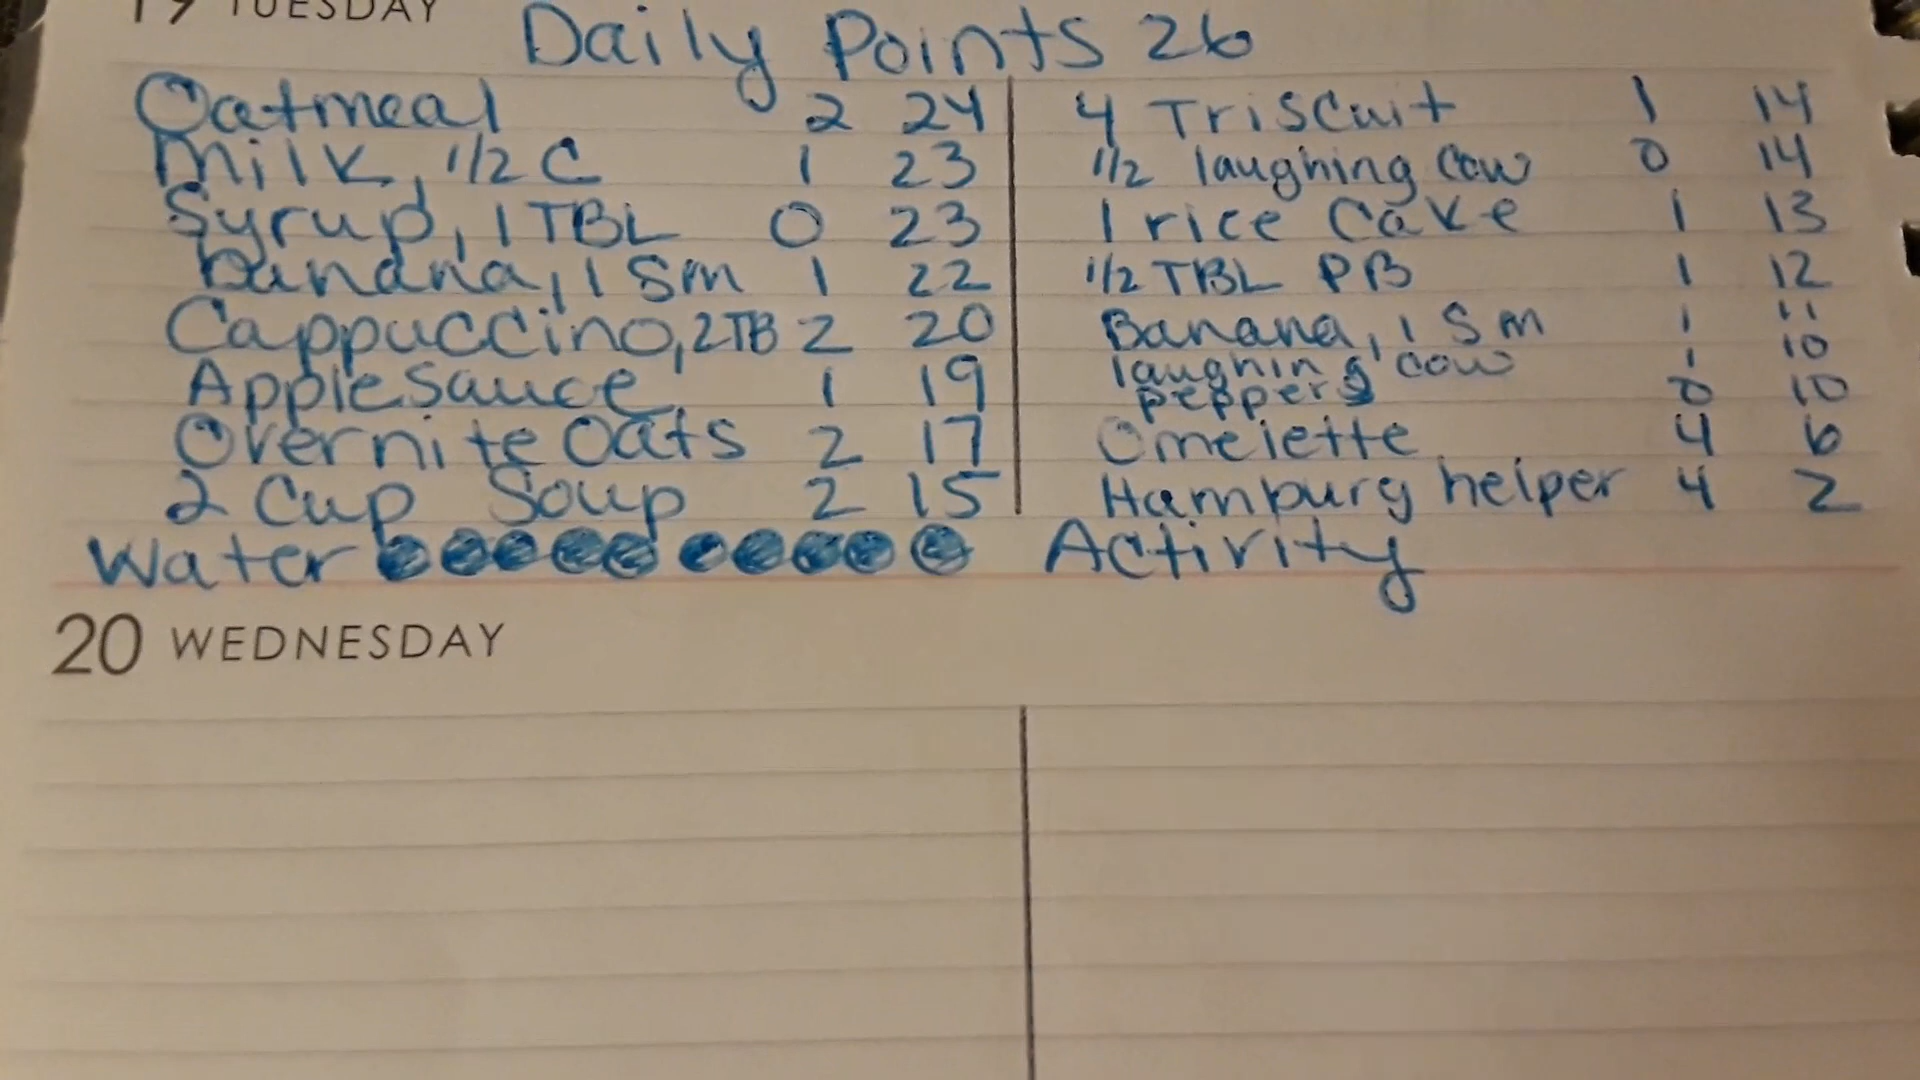 19 TUESDAY
Daily Points 26
Oatmeal 2 24
Milk, 1/2 C 1 23
Syrup, 1 TBL 0 23
banana, 1 Sm 1 22
Cappuccino, 2 TB 2 20
Applesauce 1 19
Overnite Oats 2 17
2 Cup Soup 2 15
4 Triscuit 1 14
1/2 laughing cow 0 14
1 rice cake 1 13
1/2 TBL PB 1 12
Banana, 1 Sm 1 11
laughing cow 1 10
peppers 0 10
Omelette 4 6
Hamburg helper 4 2
Water
Activity
20 WEDNESDAY